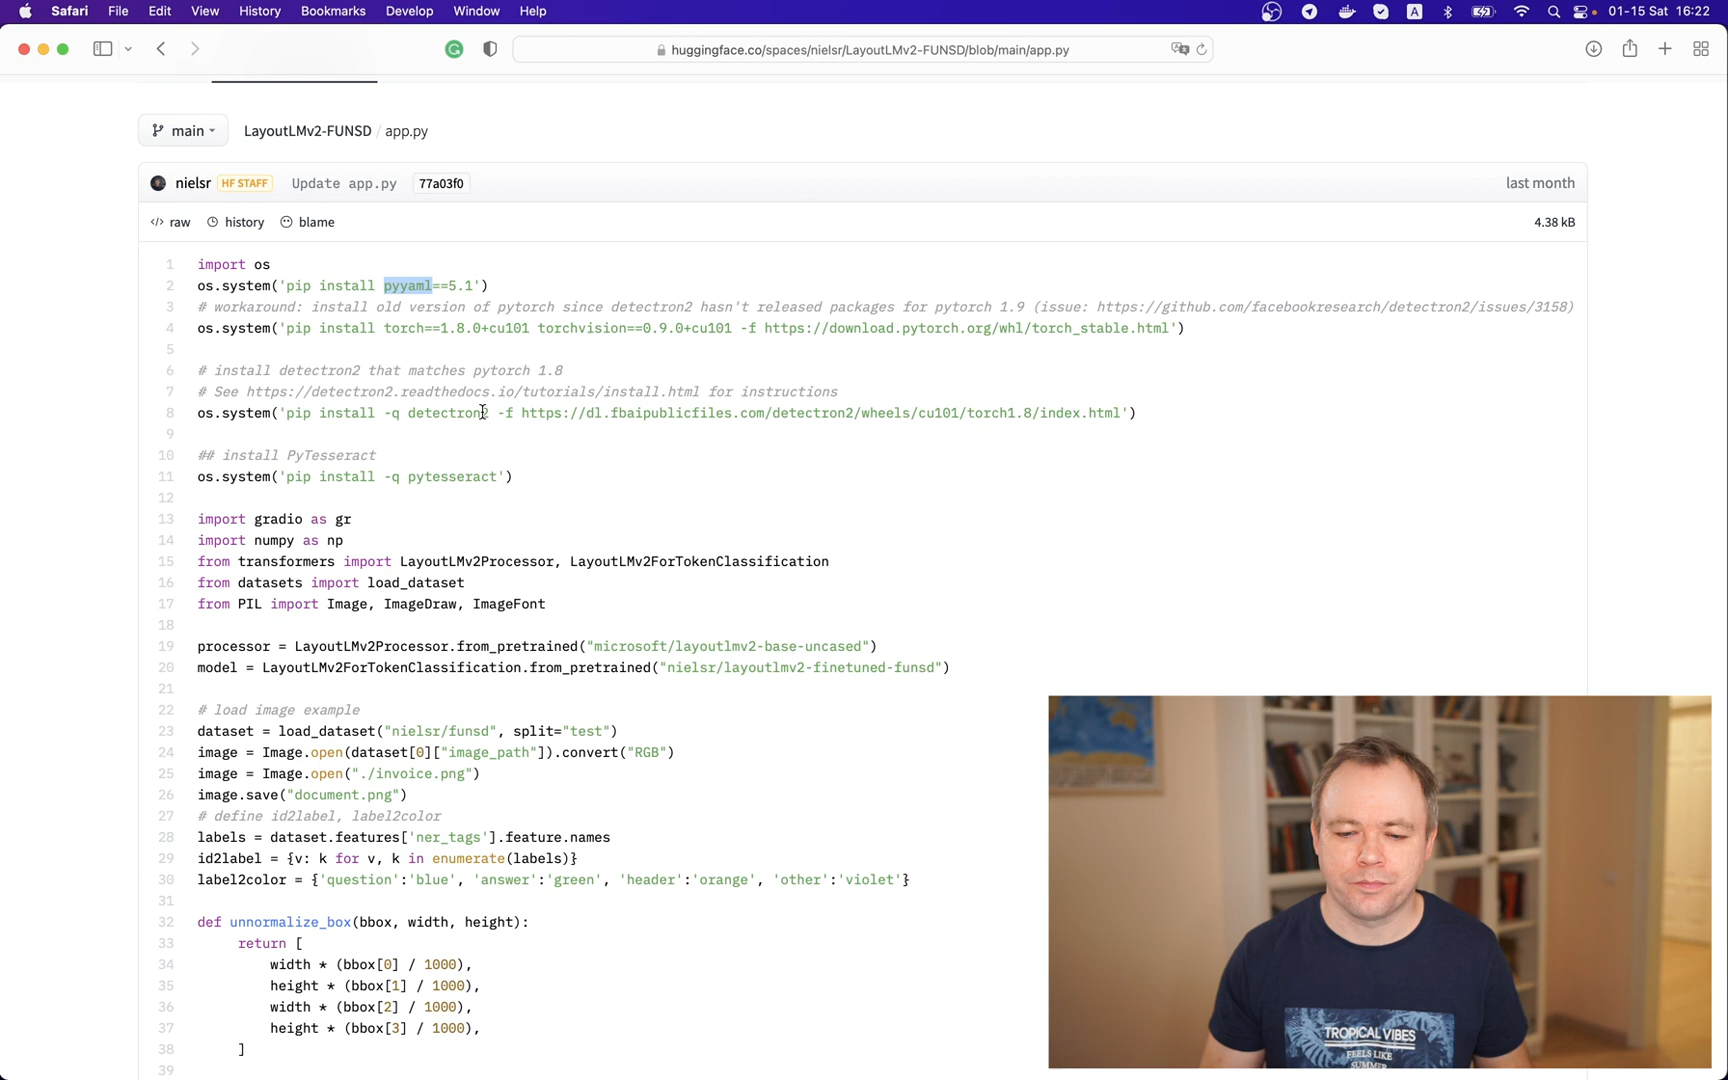 Safari File Edit View History Bookmarks Develop Window Help A 01-15 Sat 16:22
huggingface.co/spaces/nielsr/LayoutLMv2-FUNSD/blob/main/app.py
main LayoutLMv2-FUNSD / app.py
nielsr HF STAFF Update app.py 77a03f0 last month
</> raw history blame 4.38 kB
1 import os
2 os.system('pip install pyyaml==5.1')
3 # workaround: install old version of pytorch since detectron2 hasn't released packages for pytorch 1.9 (issue: https://github.com/facebookresearch/detectron2/issues/3158)
4 os.system('pip install torch==1.8.0+cu101 torchvision==0.9.0+cu101 -f https://download.pytorch.org/whl/torch_stable.html')
5
6 # install detectron2 that matches pytorch 1.8
7 # See https://detectron2.readthedocs.io/tutorials/install.html for instructions
8 os.system('pip install -q detectron2 -f https://dl.fbaipublicfiles.com/detectron2/wheels/cu101/torch1.8/index.html')
9
10 ## install PyTesseract
11 os.system('pip install -q pytesseract')
12
13 import gradio as gr
14 import numpy as np
15 from transformers import LayoutLMv2Processor, LayoutLMv2ForTokenClassification
16 from datasets import load_dataset
17 from PIL import Image, ImageDraw, ImageFont
18
19 processor = LayoutLMv2Processor.from_pretrained("microsoft/layoutlmv2-base-uncased")
20 model = LayoutLMv2ForTokenClassification.from_pretrained("nielsr/layoutlmv2-finetuned-funsd")
21
22 # load image example
23 dataset = load_dataset("nielsr/funsd", split="test")
24 image = Image.open(dataset[0]["image_path"]).convert("RGB")
25 image = Image.open("./invoice.png")
26 image.save("document.png")
27 # define id2label, label2color
28 labels = dataset.features['ner_tags'].feature.names
29 id2label = {v: k for v, k in enumerate(labels)}
30 label2color = {'question':'blue', 'answer':'green', 'header':'orange', 'other':'violet'}
31
32 def unnormalize_box(bbox, width, height):
33 return [
34 width * (bbox[0] / 1000),
35 height * (bbox[1] / 1000),
36 width * (bbox[2] / 1000),
37 height * (bbox[3] / 1000),
38 ]
39
TROPICAL VIBES
FEELS LIKE
SUMMER